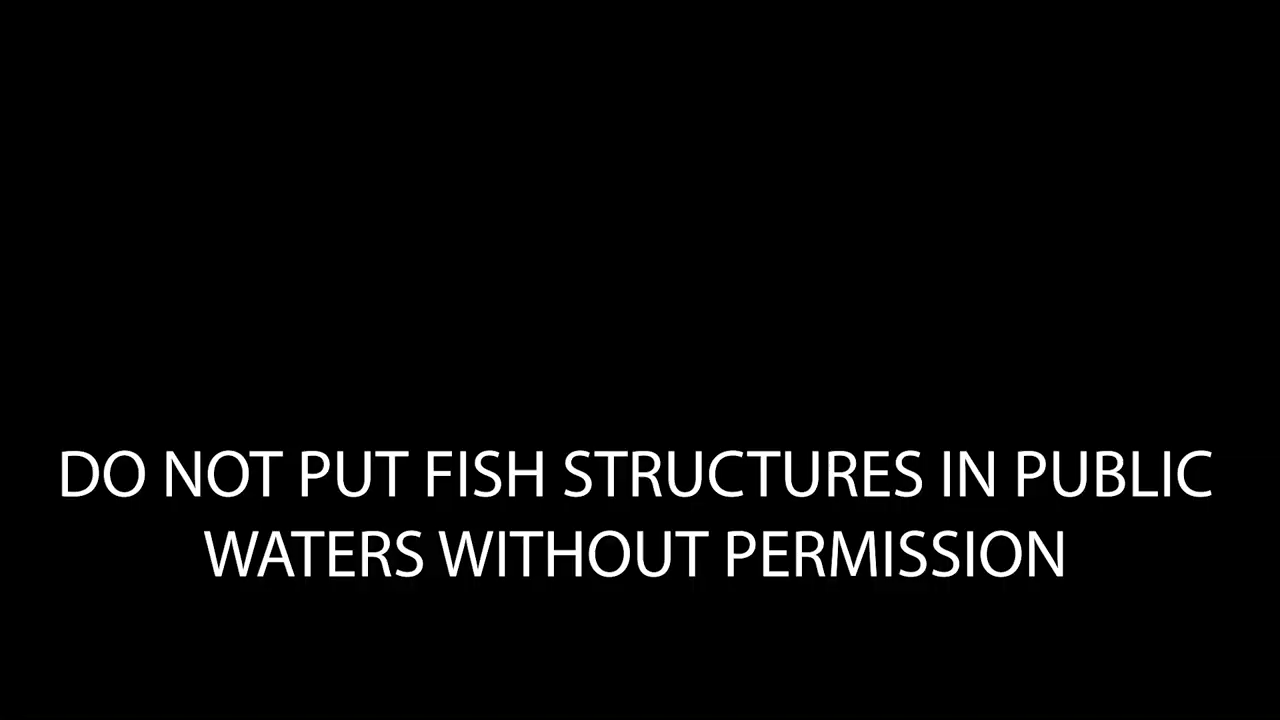 DO NOT PUT FISH STRUCTURES IN PUBLIC
WATERS WITHOUT PERMISSION